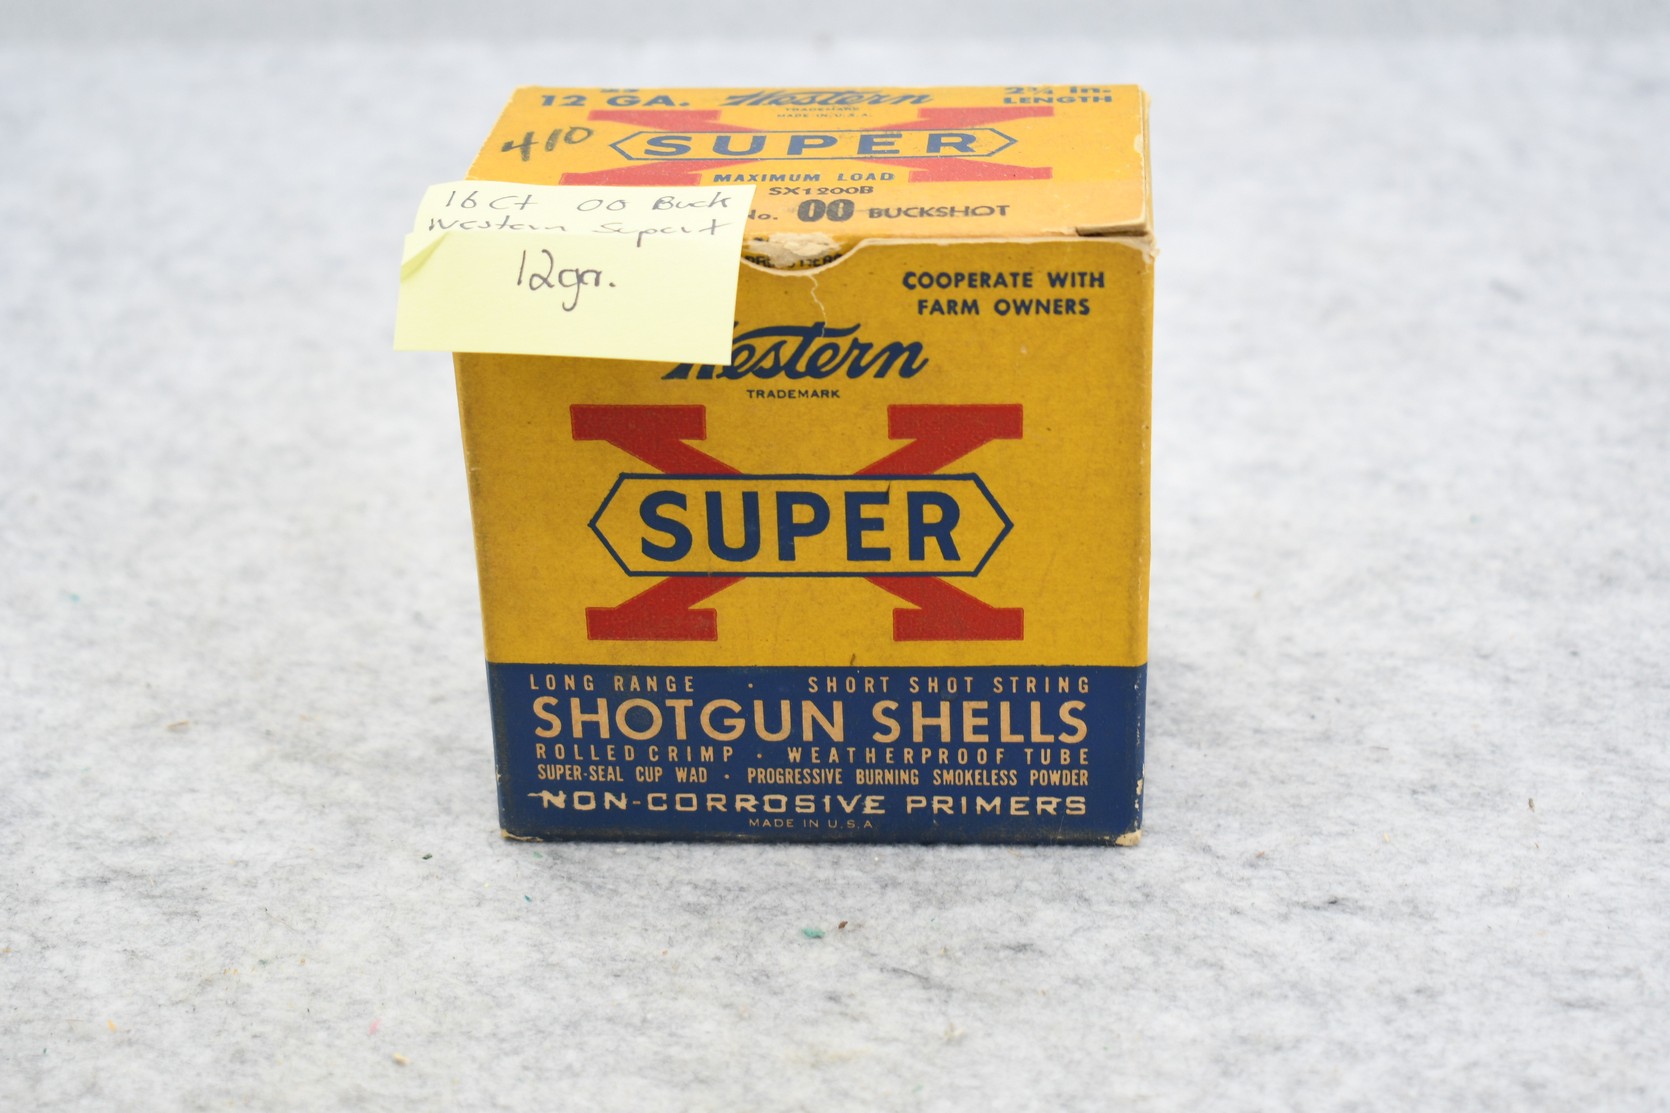 12 GA. Western 2¾ in.
TRADEMARK LENGTH
MADE IN U.S.A.
410
SUPER X
MAXIMUM LOAD
SX1200B
No. 00 BUCKSHOT
16 Ct 00 Buck
Western Super X
12ga.
COOPERATE WITH
FARM OWNERS
Western
TRADEMARK
SUPER X
LONG RANGE · SHORT SHOT STRING
SHOTGUN SHELLS
ROLLED CRIMP · WEATHERPROOF TUBE
SUPER-SEAL CUP WAD · PROGRESSIVE BURNING SMOKELESS POWDER
NON-CORROSIVE PRIMERS
MADE IN U.S.A